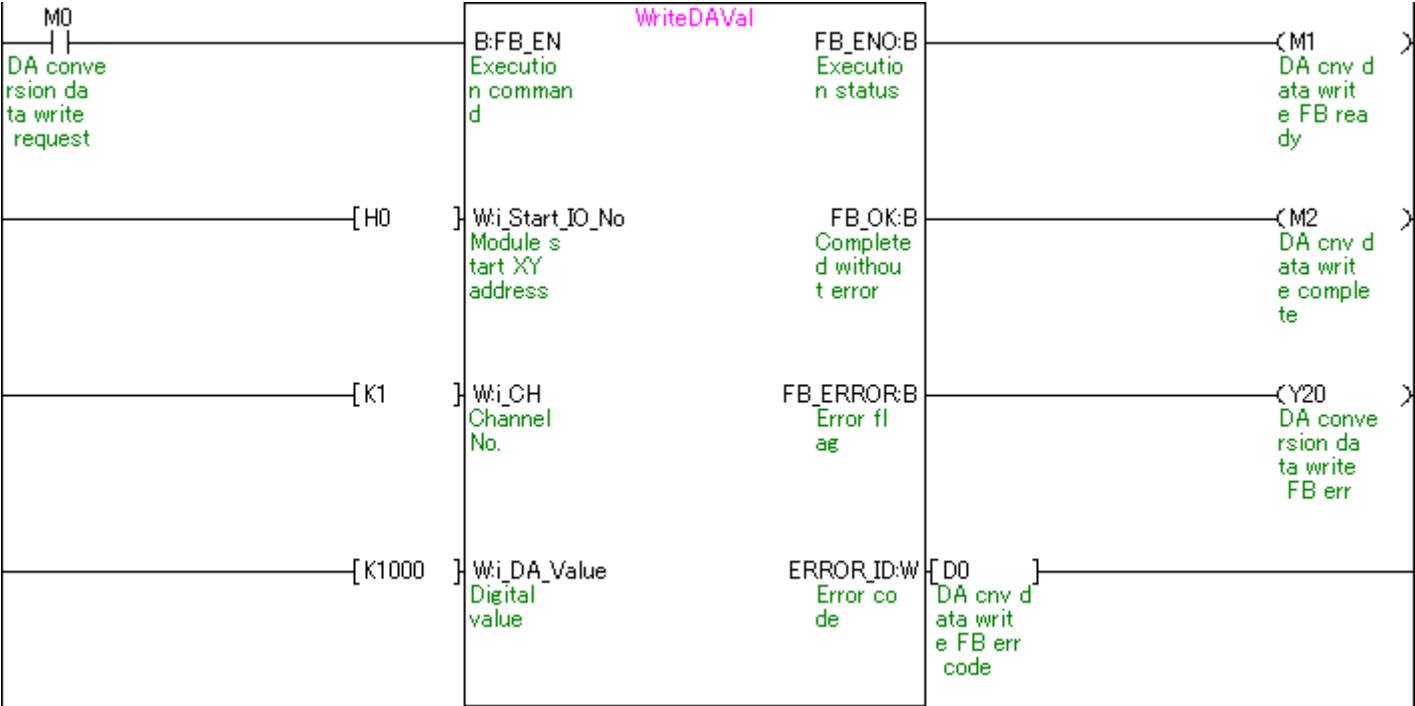 M0
WriteDAVal
B:FB_EN
FB_ENO:B
M1
DA conve
rsion da
ta write
request
Executio
n comman
d
Executio
n status
DA cnv d
ata writ
e FB rea
dy
H0
W:i_Start_IO_No
FB_OK:B
M2
Module s
tart XY
address
Complete
d withou
t error
DA cnv d
ata writ
e comple
te
K1
W:i_CH
FB_ERROR:B
Y20
Channel
No.
Error fl
ag
DA conve
rsion da
ta write
FB err
K1000
W:i_DA_Value
ERROR_ID:W
D0
Digital
value
Error co
de
DA cnv d
ata writ
e FB err
code